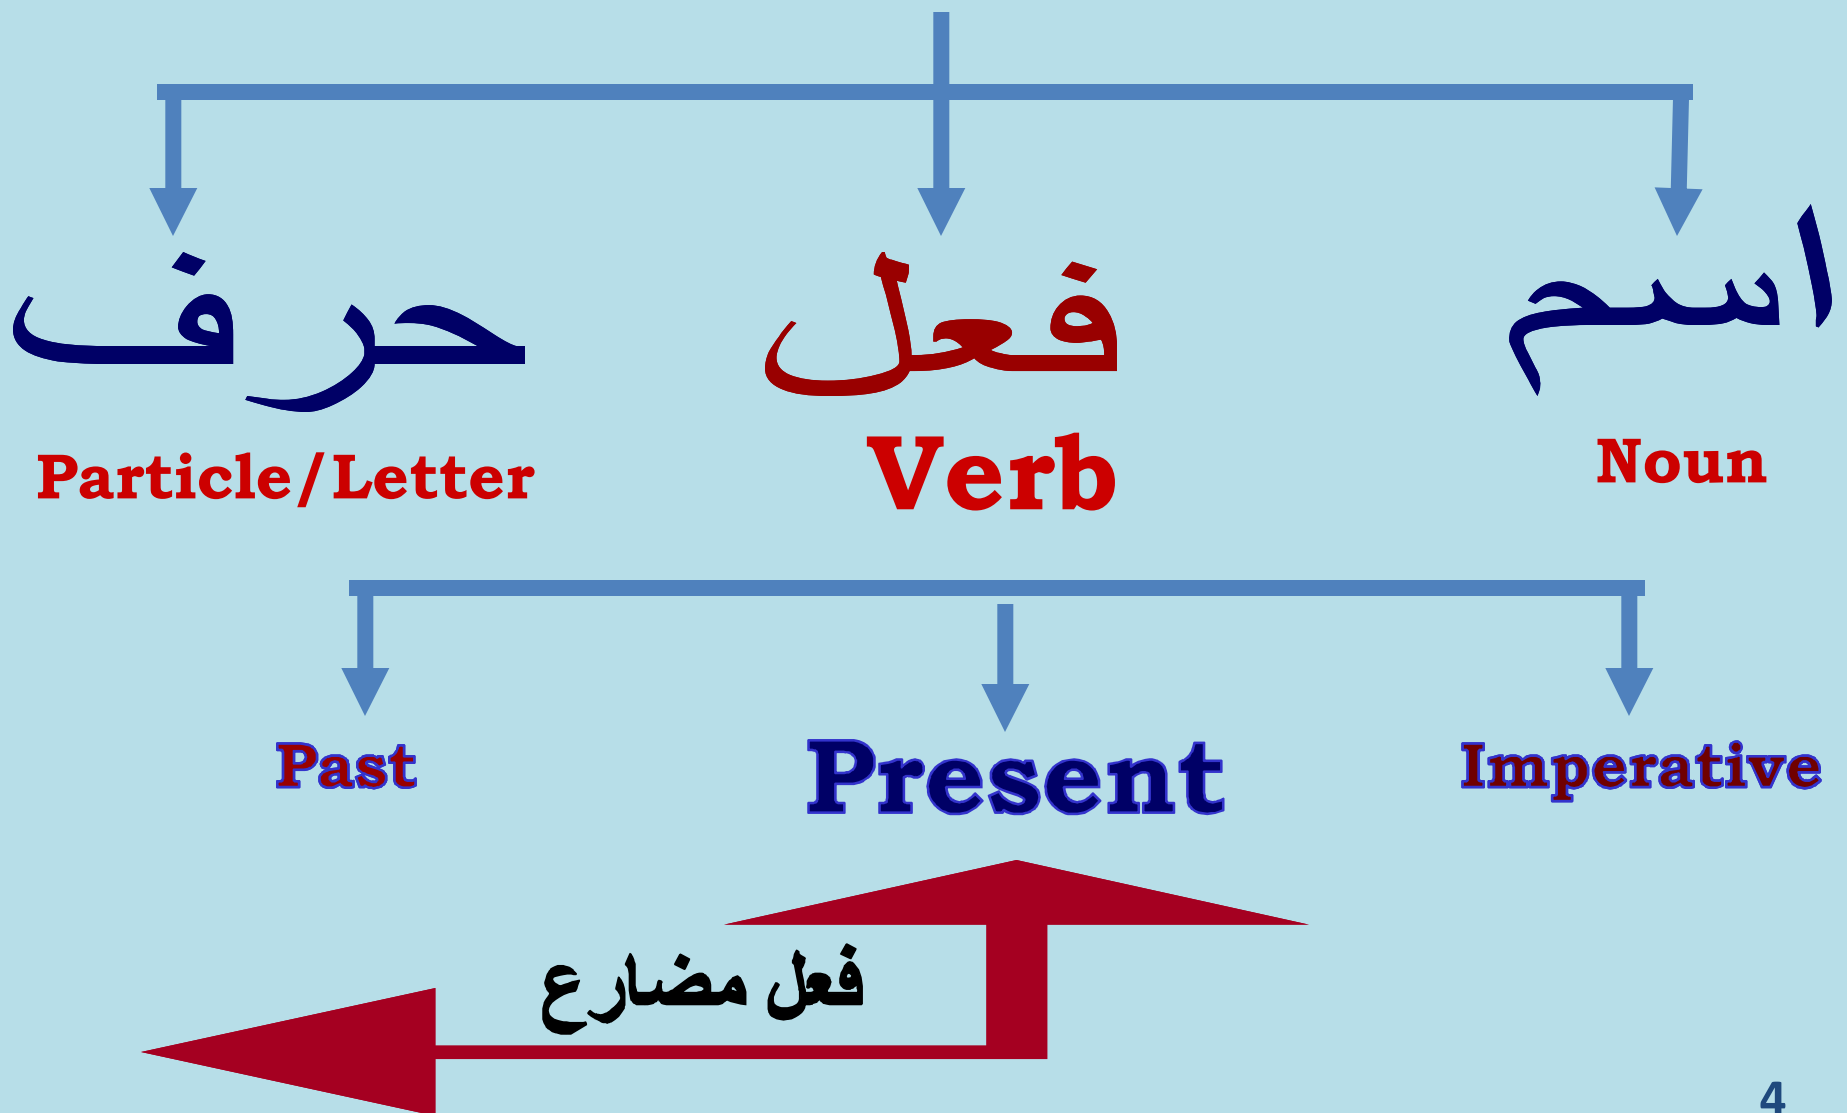 اسم فعل حرف
Particle/Letter Verb Noun
Past Present Imperative
فعل مضارع
4